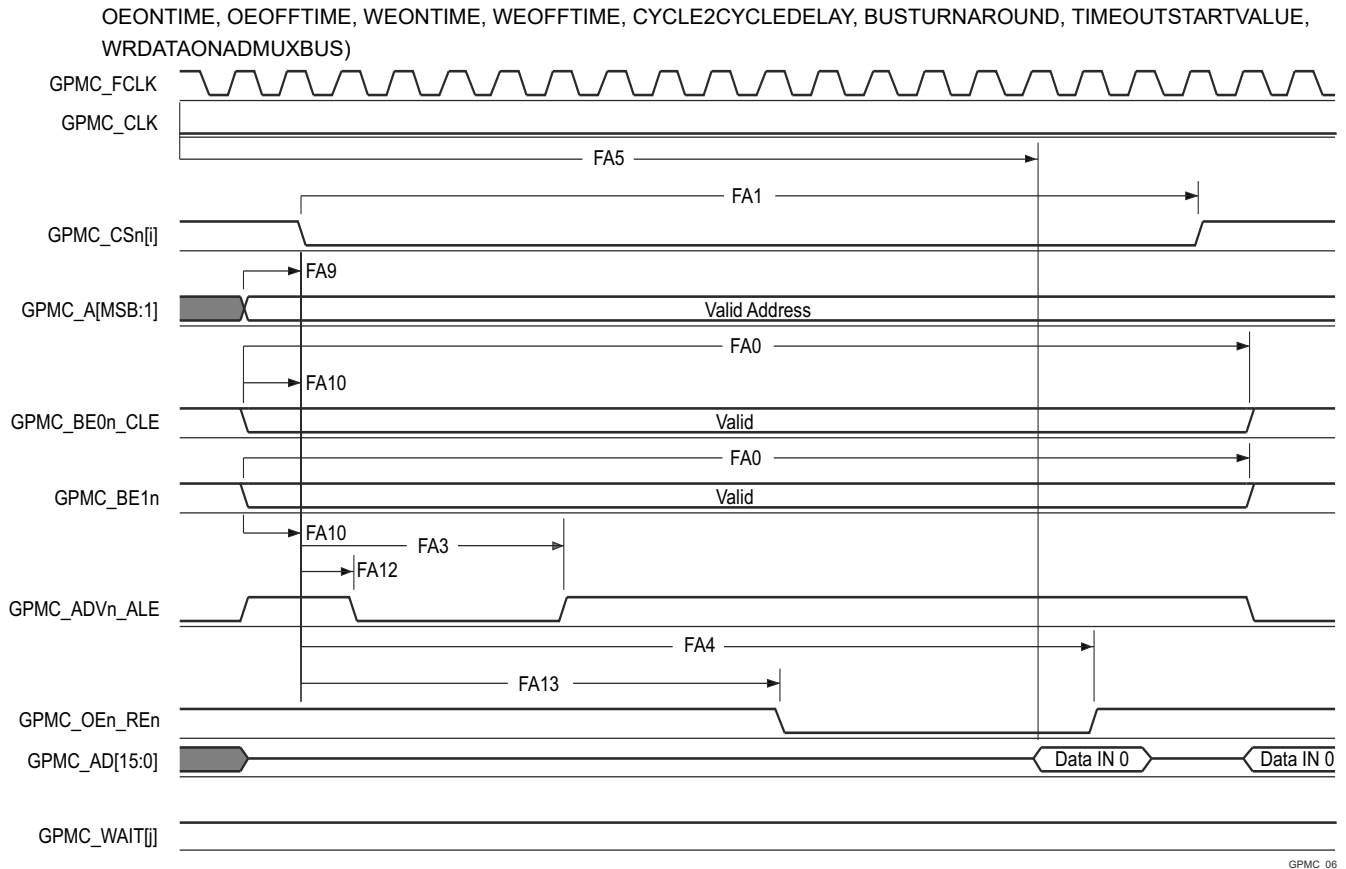 OEONTIME, OEOFFTIME, WEONTIME, WEOFFTIME, CYCLE2CYCLEDELAY, BUSTURNAROUND, TIMEOUTSTARTVALUE,
WRDATAONADMUXBUS)
GPMC_FCLK
GPMC_CLK
FA5
FA1
GPMC_CSn[i]
FA9
GPMC_A[MSB:1] Valid Address
FA0
FA10
GPMC_BE0n_CLE Valid
FA0
GPMC_BE1n Valid
FA10
FA3
FA12
GPMC_ADVn_ALE
FA4
FA13
GPMC_OEn_REn
GPMC_AD[15:0] Data IN 0 Data IN 0
GPMC_WAIT[j]
GPMC_06